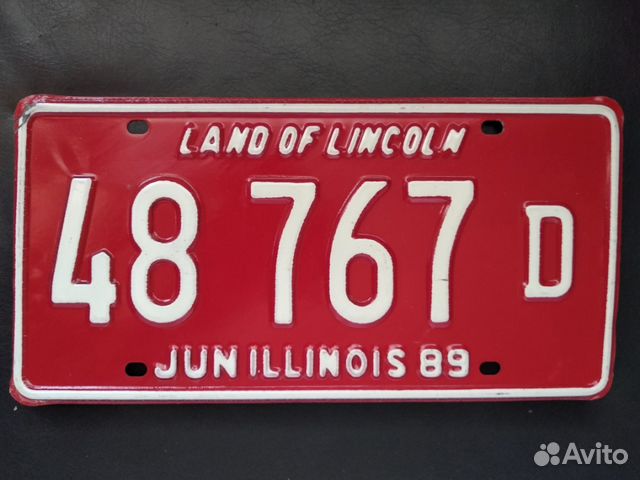 LAND OF LINCOLN
48 767 D
JUN ILLINOIS 89
Avito